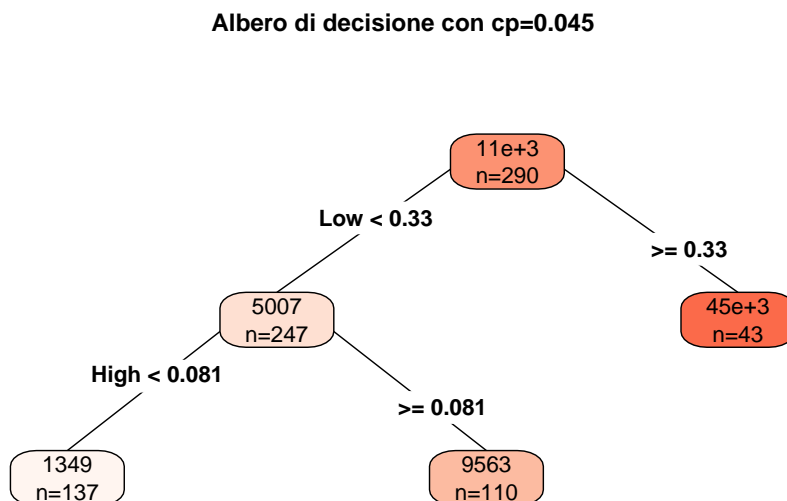 Albero di decisione con cp=0.045
11e+3
n=290
Low < 0.33
>= 0.33
5007
n=247
45e+3
n=43
High < 0.081
>= 0.081
1349
n=137
9563
n=110